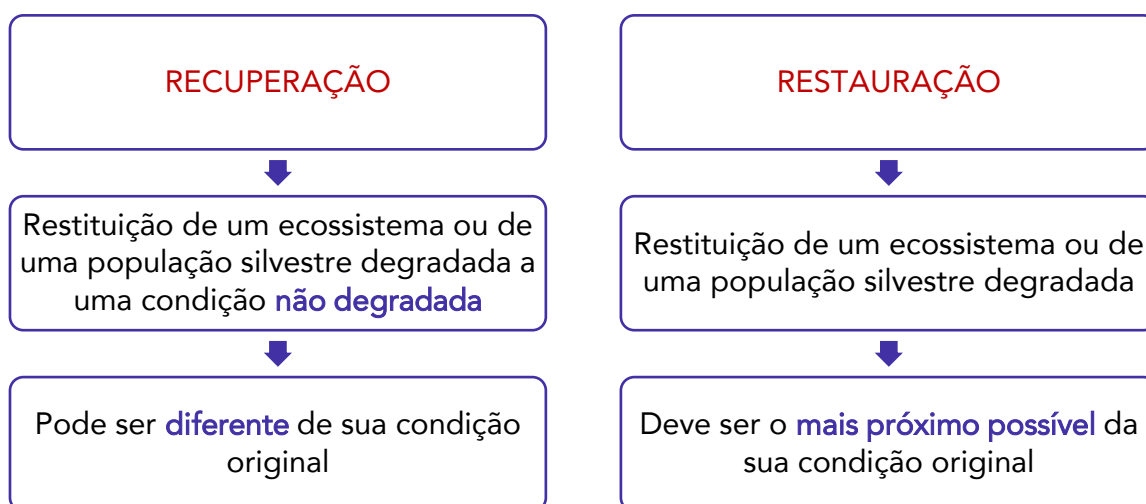 RECUPERAÇÃO
Restituição de um ecossistema ou de
uma população silvestre degradada a
uma condição não degradada
Pode ser diferente de sua condição
original
RESTAURAÇÃO
Restituição de um ecossistema ou de
uma população silvestre degradada
Deve ser o mais próximo possível da
sua condição original